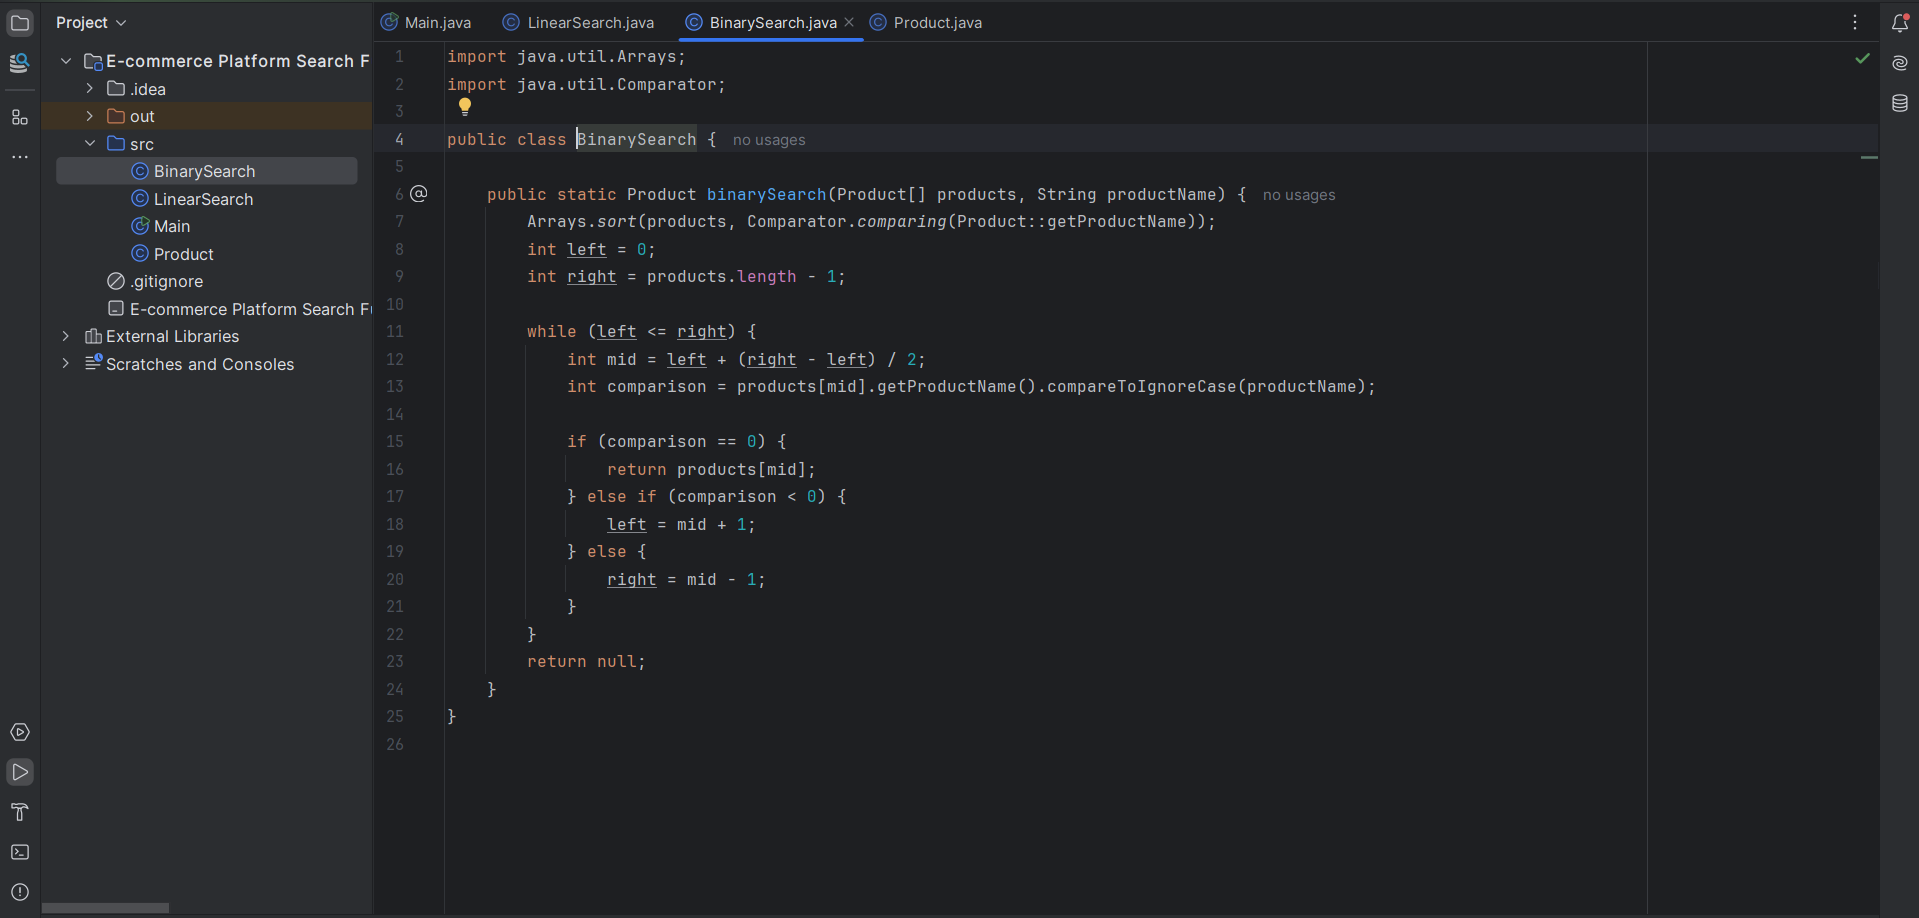 Project
E-commerce Platform Search F
.idea
out
src
BinarySearch
LinearSearch
Main
Product
.gitignore
E-commerce Platform Search F
External Libraries
Scratches and Consoles
Main.java LinearSearch.java BinarySearch.java Product.java
1 import java.util.Arrays;
2 import java.util.Comparator;
3
4 public class BinarySearch { no usages
5
6 @ public static Product binarySearch(Product[] products, String productName) { no usages
7 Arrays.sort(products, Comparator.comparing(Product::getProductName));
8 int left = 0;
9 int right = products.length - 1;
10
11 while (left <= right) {
12 int mid = left + (right - left) / 2;
13 int comparison = products[mid].getProductName().compareToIgnoreCase(productName);
14
15 if (comparison == 0) {
16 return products[mid];
17 } else if (comparison < 0) {
18 left = mid + 1;
19 } else {
20 right = mid - 1;
21 }
22 }
23 return null;
24 }
25 }
26